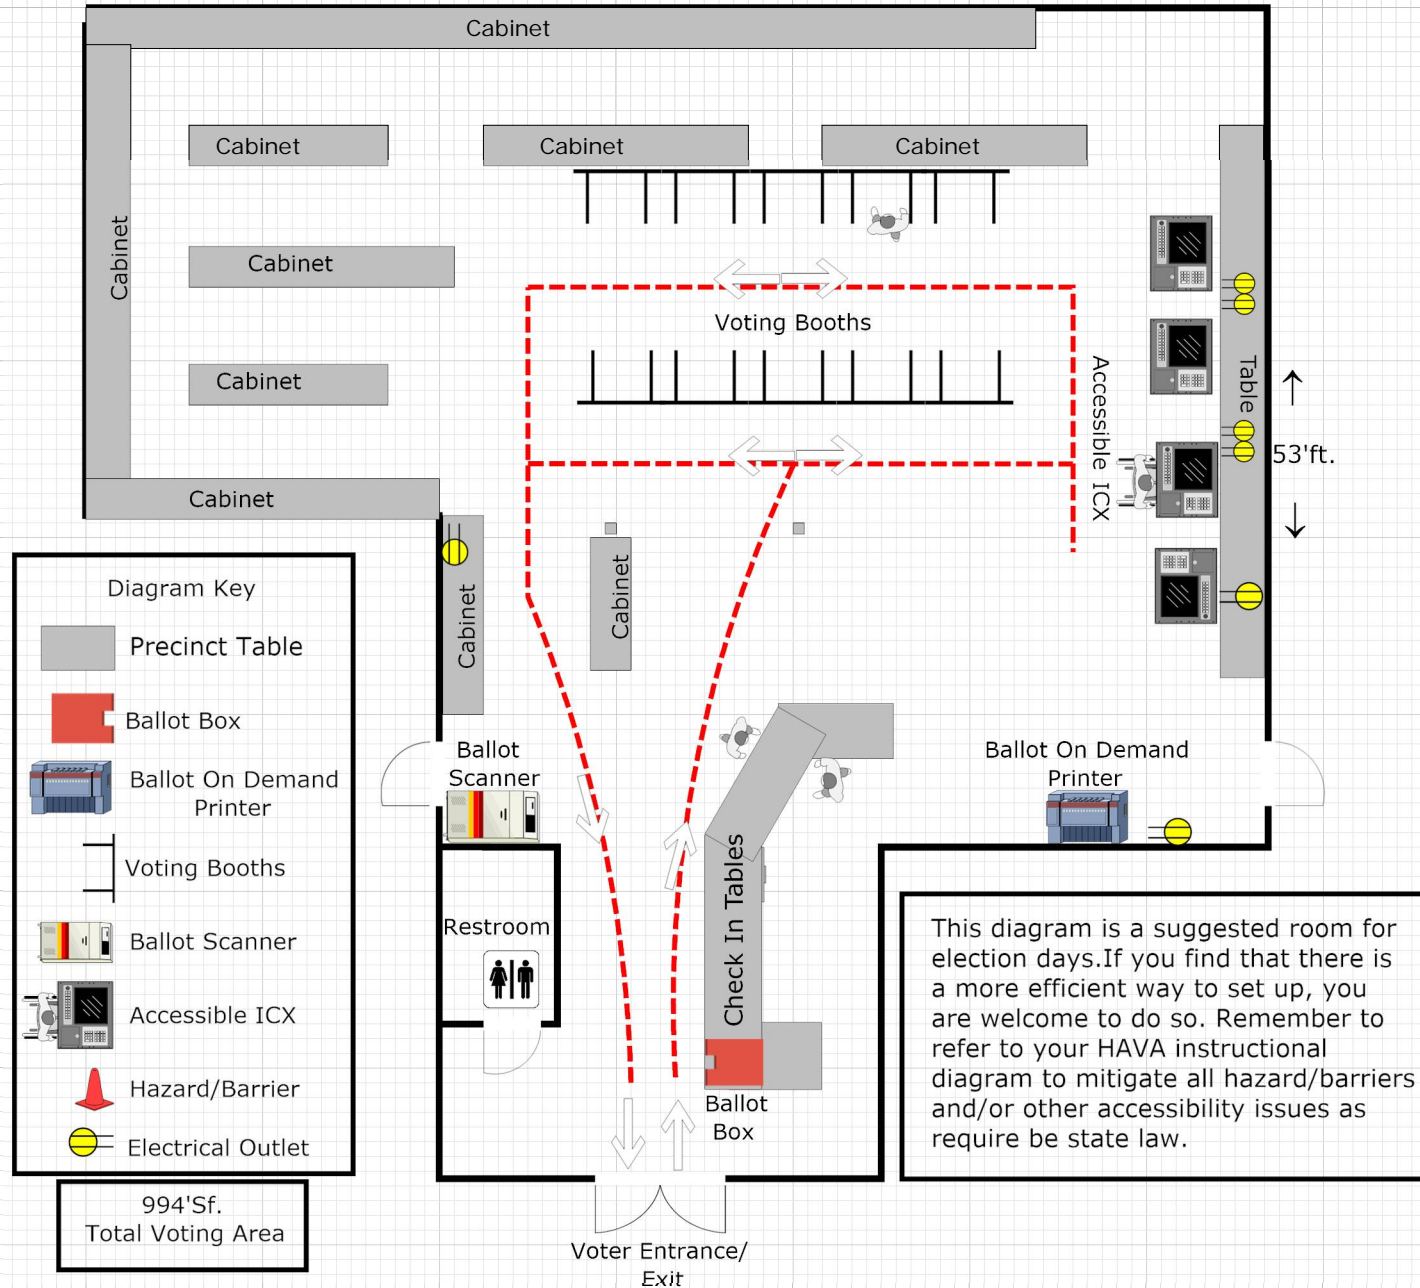 Cabinet
Cabinet
Cabinet
Cabinet
Cabinet
Cabinet
Cabinet
Cabinet
Cabinet
Cabinet
Voting Booths
Accessible ICX
Table
53'ft.
Cabinet
Diagram Key
Precinct Table
Ballot Box
Ballot On Demand
Printer
Voting Booths
Ballot Scanner
Accessible ICX
Hazard/Barrier
Electrical Outlet
994'Sf.
Total Voting Area
Ballot
Scanner
Restroom
Check In Tables
Ballot
Box
Ballot On Demand
Printer
Voter Entrance/
Exit
This diagram is a suggested room for
election days.If you find that there is
a more efficient way to set up, you
are welcome to do so. Remember to
refer to your HAVA instructional
diagram to mitigate all hazard/barriers
and/or other accessibility issues as
require be state law.